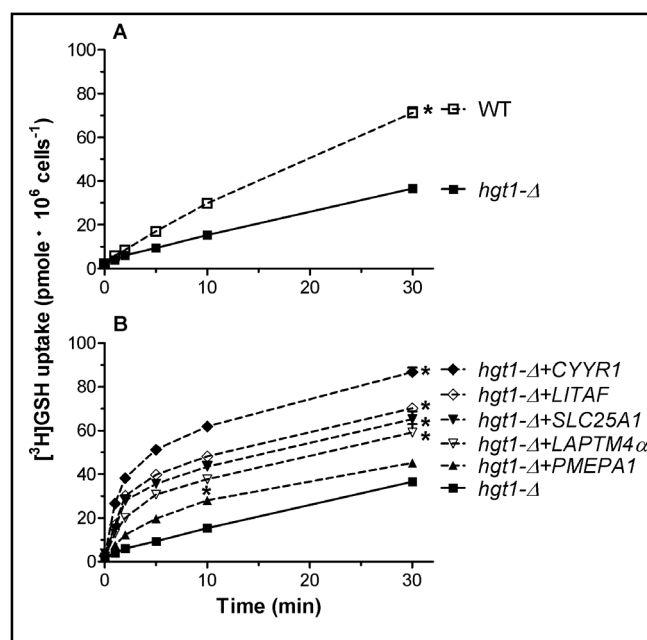 A
100
80
60
40
20
0
0
10
20
30
* WT
hgt1-Δ
[³H]GSH uptake (pmole · 10⁶ cells⁻¹)
B
100
80
60
40
20
0
0
10
20
30
*
* hgt1-Δ+CYYR1
* hgt1-Δ+LITAF
* hgt1-Δ+SLC25A1
* hgt1-Δ+LAPTM4α
hgt1-Δ+PMEPA1
hgt1-Δ
Time (min)